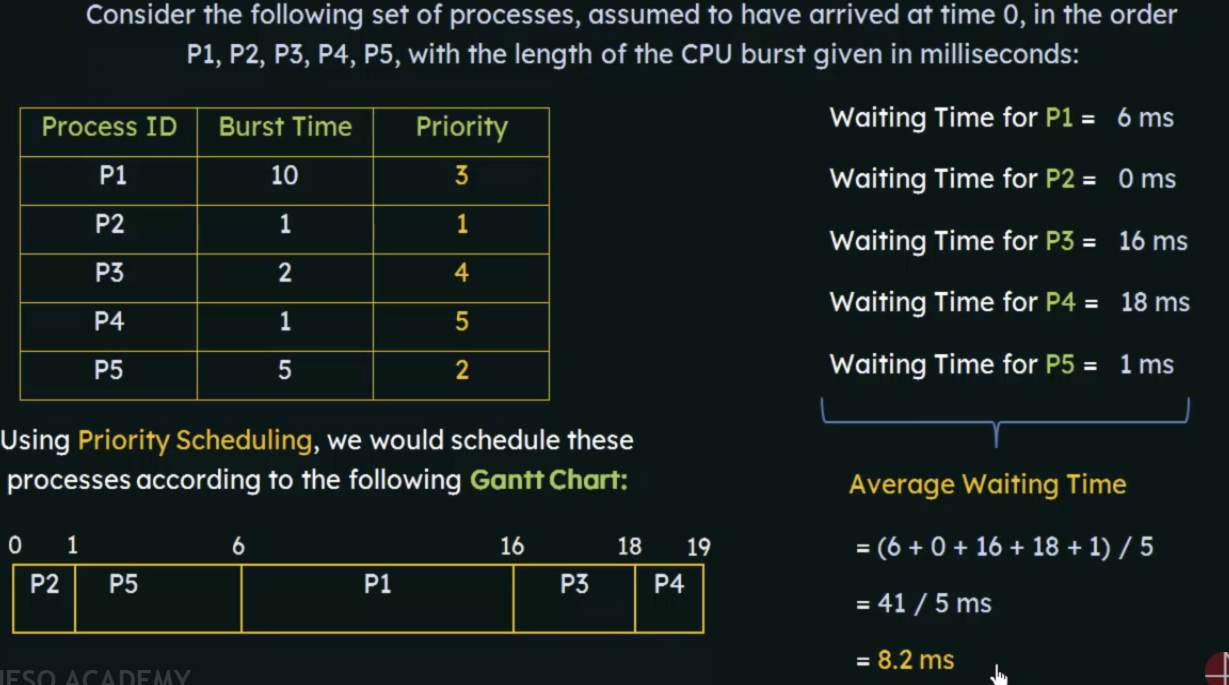 Consider the following set of processes, assumed to have arrived at time 0, in the order
P1, P2, P3, P4, P5, with the length of the CPU burst given in milliseconds:
Process ID Burst Time Priority
P1 10 3
P2 1 1
P3 2 4
P4 1 5
P5 5 2
Using Priority Scheduling, we would schedule these
processes according to the following Gantt Chart:
0 1 6 16 18 19
P2 P5 P1 P3 P4
Waiting Time for P1 = 6 ms
Waiting Time for P2 = 0 ms
Waiting Time for P3 = 16 ms
Waiting Time for P4 = 18 ms
Waiting Time for P5 = 1 ms
Average Waiting Time
= (6 + 0 + 16 + 18 + 1) / 5
= 41 / 5 ms
= 8.2 ms
ESO ACADEMY